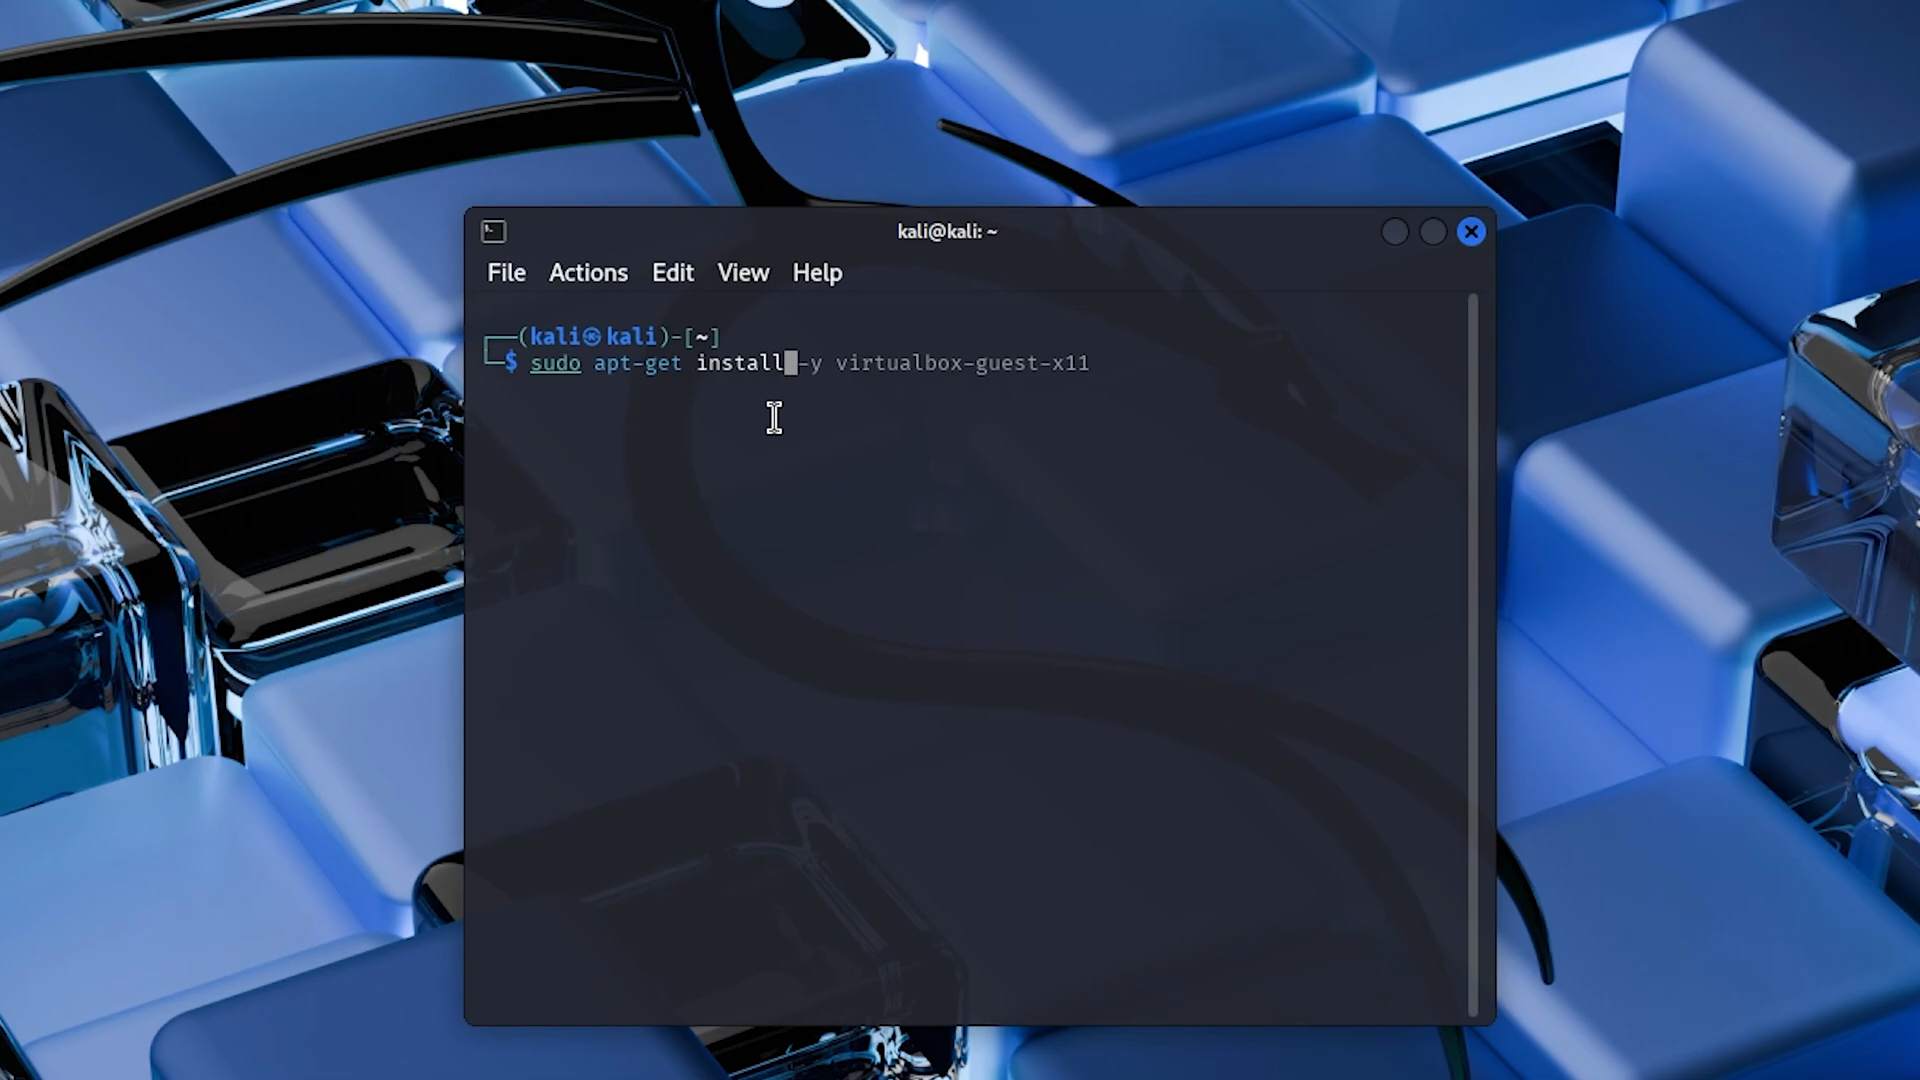 kali@kali: ~
File Actions Edit View Help
(kali㉿kali)-[~]
$ sudo apt-get install -y virtualbox-guest-x11